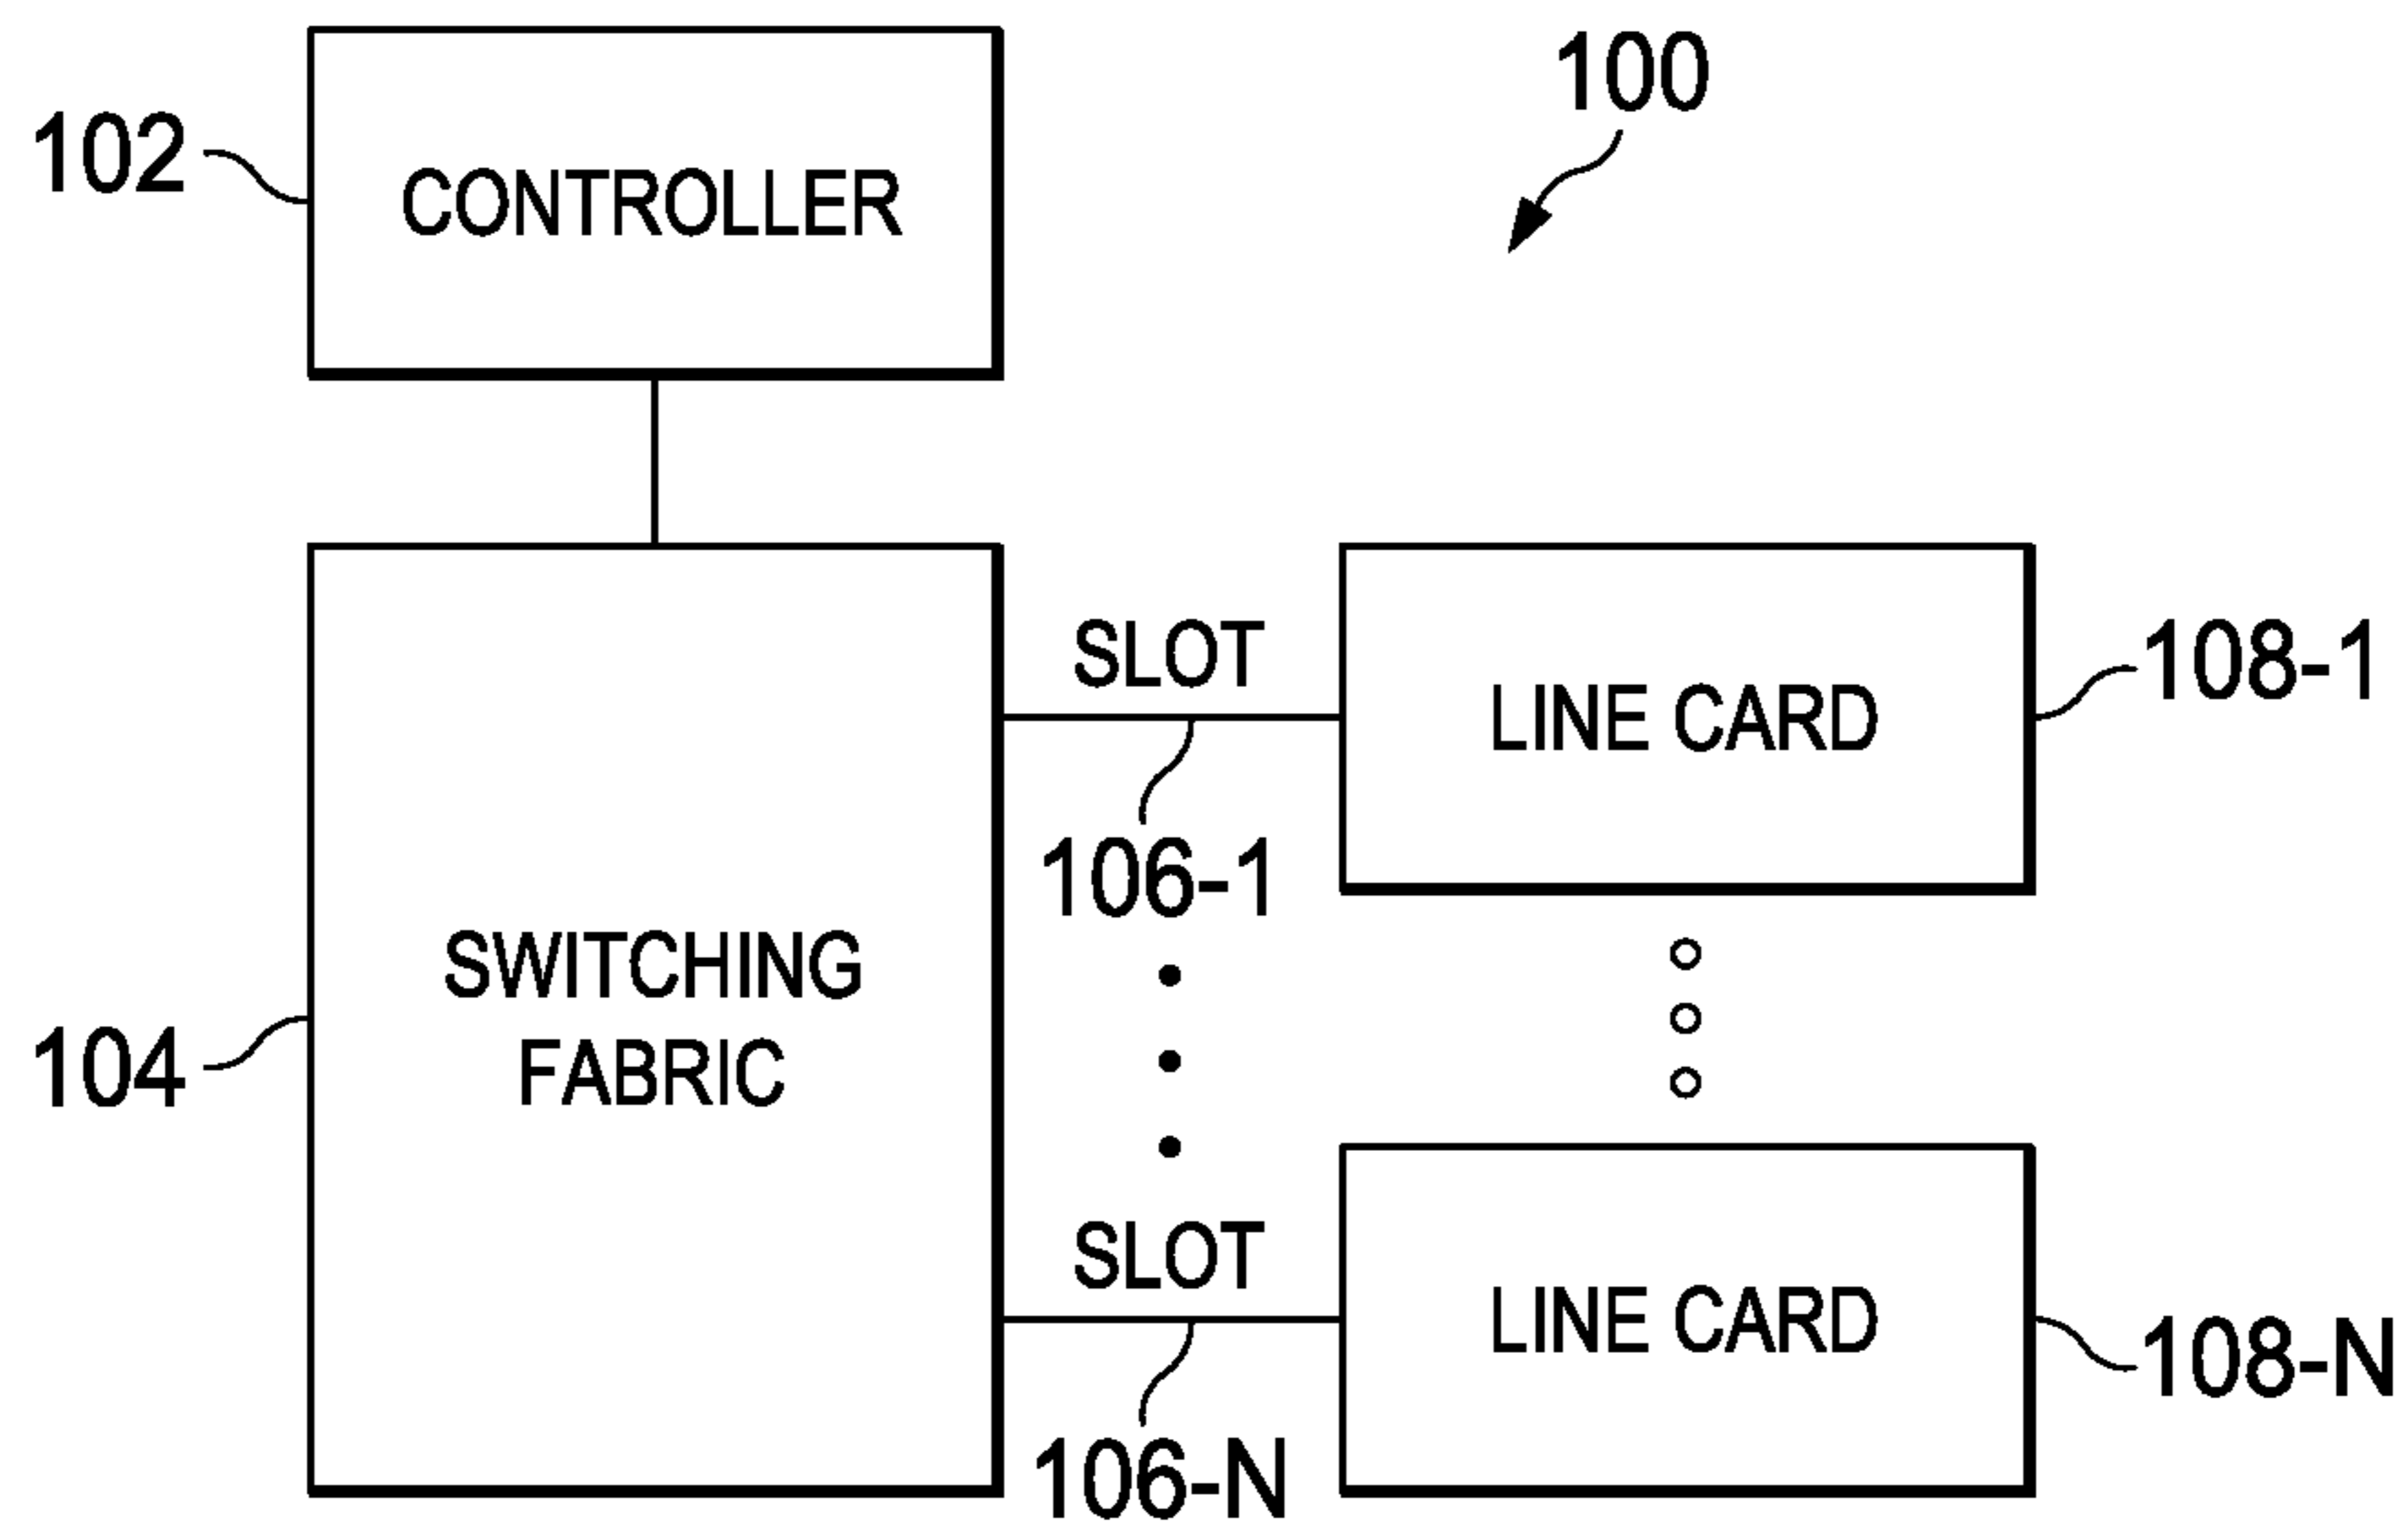 100
102
CONTROLLER
SLOT
108-1
LINE CARD
106-1
SWITCHING
FABRIC
104
SLOT
LINE CARD
108-N
106-N